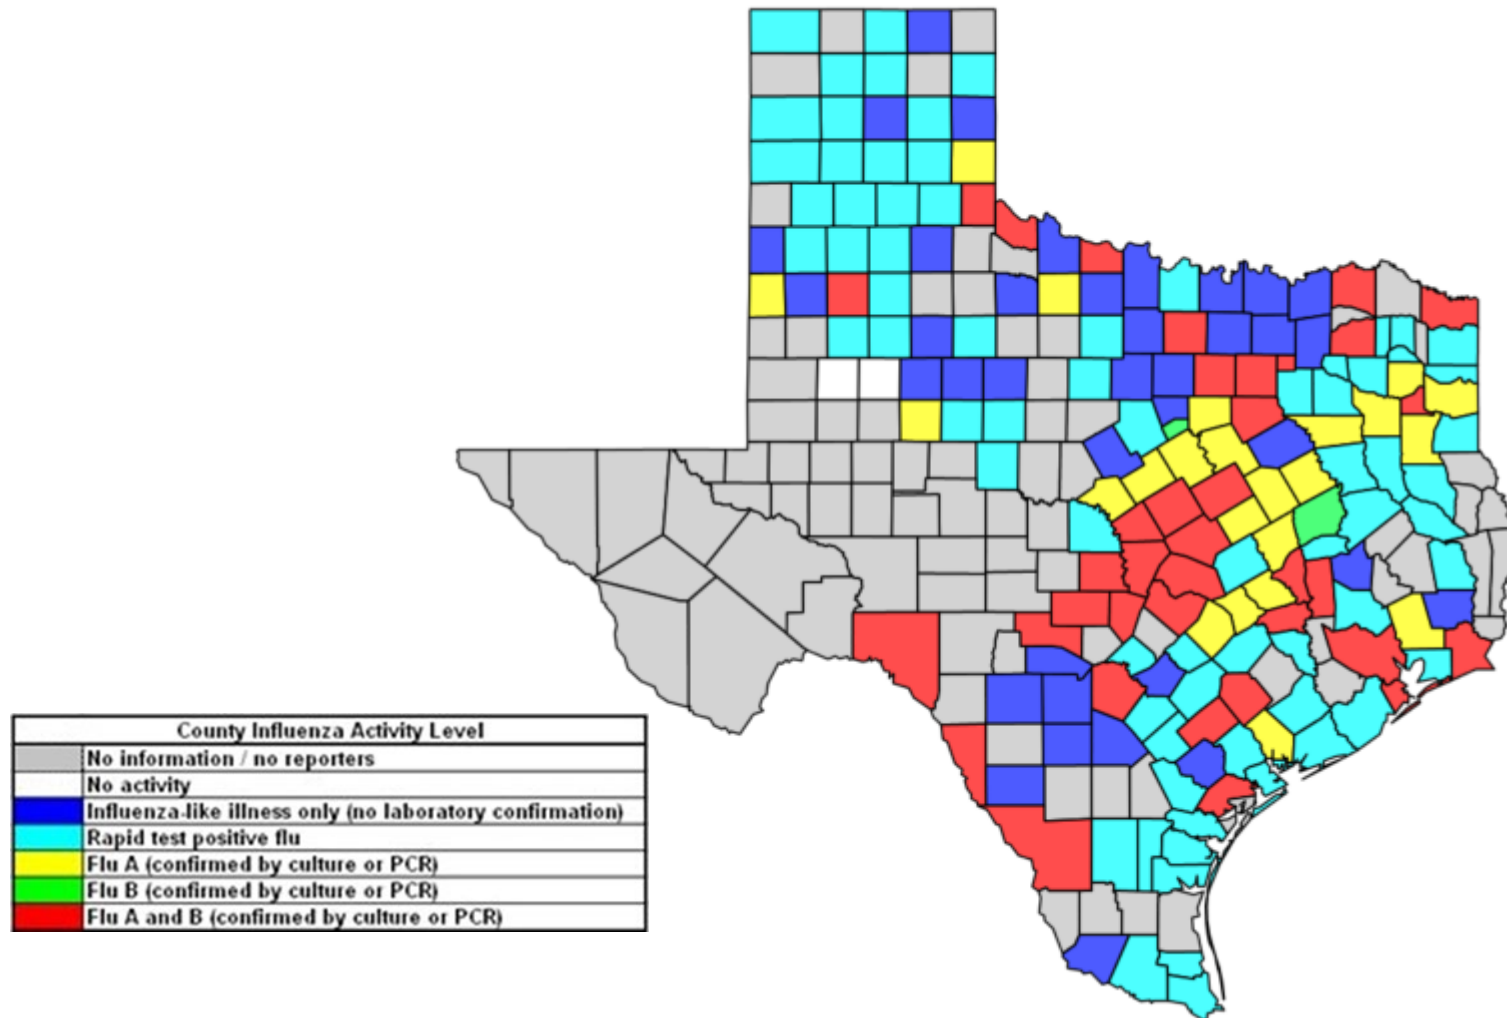 County Influenza Activity Level
No information / no reporters
No activity
Influenza-like illness only (no laboratory confirmation)
Rapid test positive flu
Flu A (confirmed by culture or PCR)
Flu B (confirmed by culture or PCR)
Flu A and B (confirmed by culture or PCR)